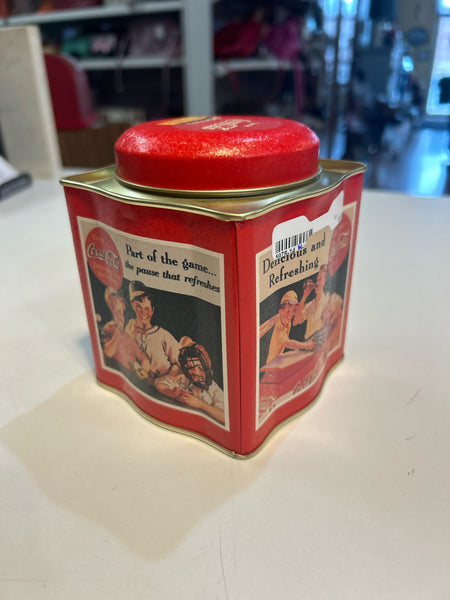 Coca-Cola
Part of the game...
the pause that refreshes
Delicious and
Refreshing